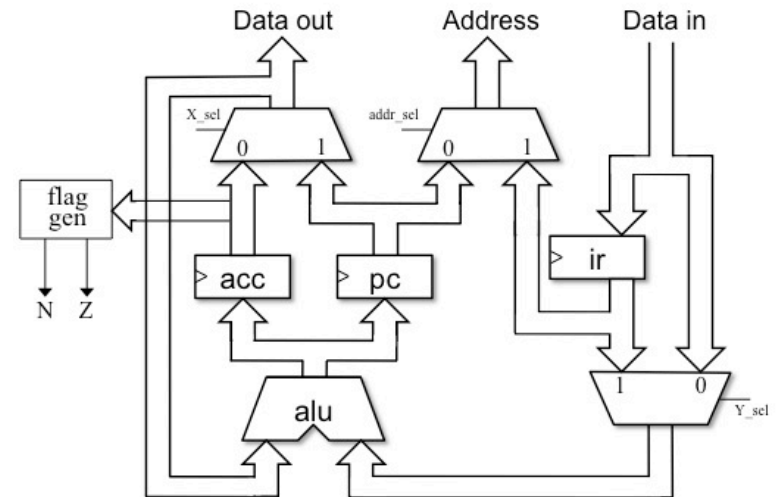 Data out
Address
Data in
X_sel
addr_sel
0
1
0
1
flag
gen
N
Z
acc
pc
ir
alu
1
0
Y_sel